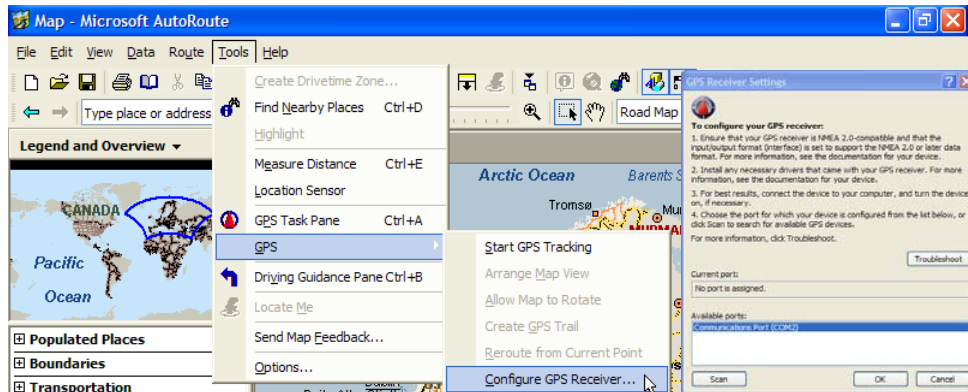 Map - Microsoft AutoRoute
File Edit View Data Route Tools Help
Type place or address
Road Map
Legend and Overview
CANADA
Pacific
Ocean
Populated Places
Boundaries
Transportation
Create Drivetime Zone...
Find Nearby Places Ctrl+D
Highlight
Measure Distance Ctrl+E
Location Sensor
GPS Task Pane Ctrl+A
GPS
Driving Guidance Pane Ctrl+B
Locate Me
Send Map Feedback...
Options...
Start GPS Tracking
Arrange Map View
Allow Map to Rotate
Create GPS Trail
Reroute from Current Point
Configure GPS Receiver...
Arctic Ocean
Barents
Tromsø
GPS Receiver Settings
To configure your GPS receiver:
1. Ensure that your GPS receiver is NMEA 2.0-compatible and that the
input/output format (interface) is set to support the NMEA 2.0 or later data
format. For more information, see the documentation for your device.
2. Install any necessary drivers that came with your GPS receiver. For more
information, see the documentation for your device.
3. For best results, connect the device to your computer, and turn the device
on, if necessary.
4. Choose the port for which your device is configured from the list below, or
click Scan to search for available GPS devices.
For more information, click Troubleshoot.
Troubleshoot
Current port:
No port is assigned.
Available ports:
Communications Port (COM2)
Scan OK Cancel